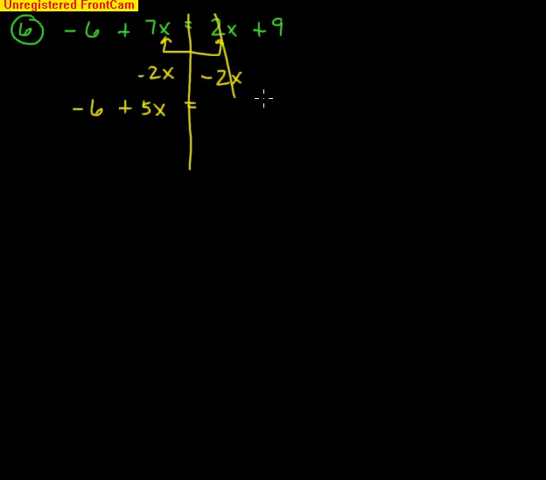 Unregistered FrontCam
6 - 6 + 7x = 2x + 9
- 2x - 2x
- 6 + 5x =